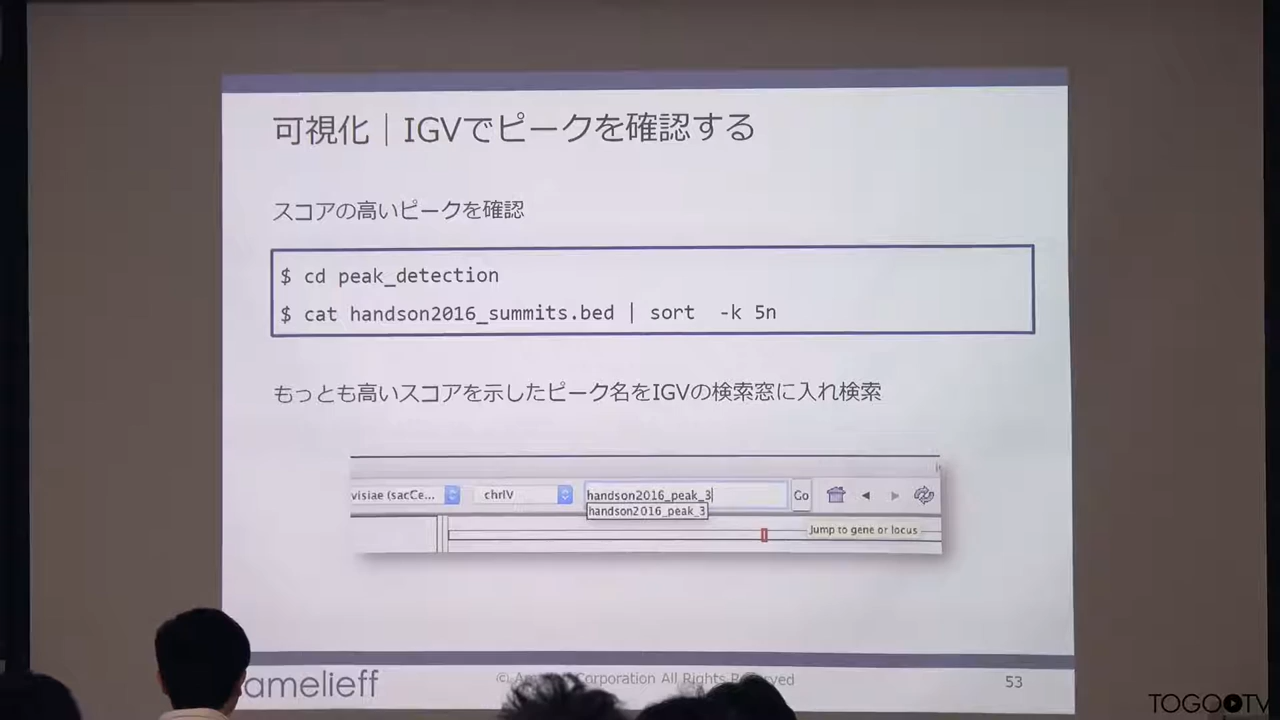 可視化｜IGVでピークを確認する
スコアの高いピークを確認
$ cd peak_detection
$ cat handson2016_summits.bed | sort -k 5n
もっとも高いスコアを示したピーク名をIGVの検索窓に入れ検索
visiae (sacCe... chrIV handson2016_peak_3 Go
handson2016_peak_3
Jump to gene or locus
amelieff
© Corporation All Rights Reserved
53
TOGOTV